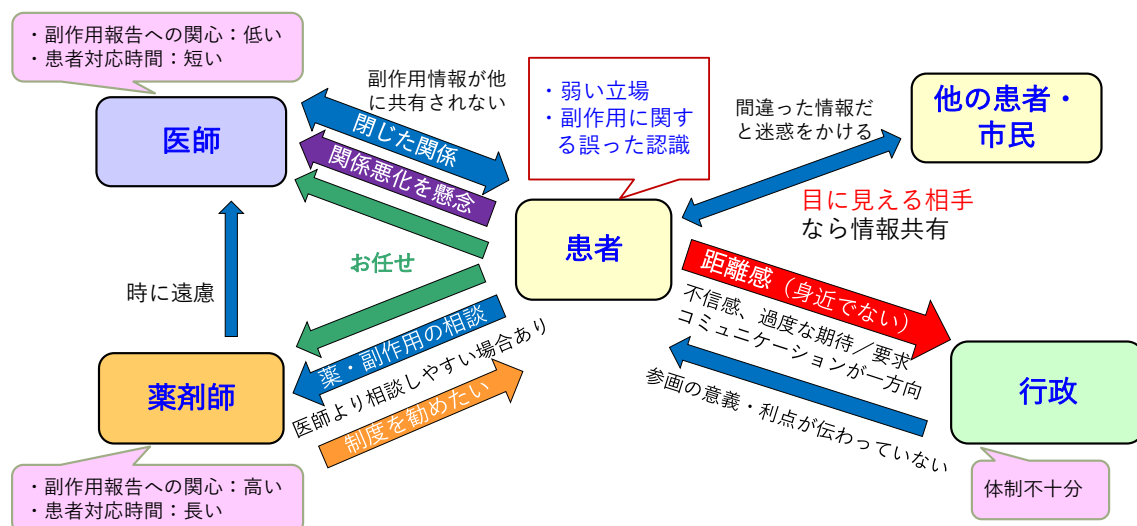 ・副作用報告への関心：低い
・患者対応時間：短い
医師
副作用情報が他
に共有されない
閉じた関係
関係悪化を懸念
・弱い立場
・副作用に関す
る誤った認識
間違った情報だ
と迷惑をかける
他の患者・
市民
目に見える相手
なら情報共有
患者
お任せ
時に遠慮
距離感（身近でない）
不信感、過度な期待／要求
コミュニケーションが一方向
参画の意義・利点が伝わっていない
行政
体制不十分
薬・副作用の相談
医師より相談しやすい場合あり
制度を勧めたい
薬剤師
・副作用報告への関心：高い
・患者対応時間：長い